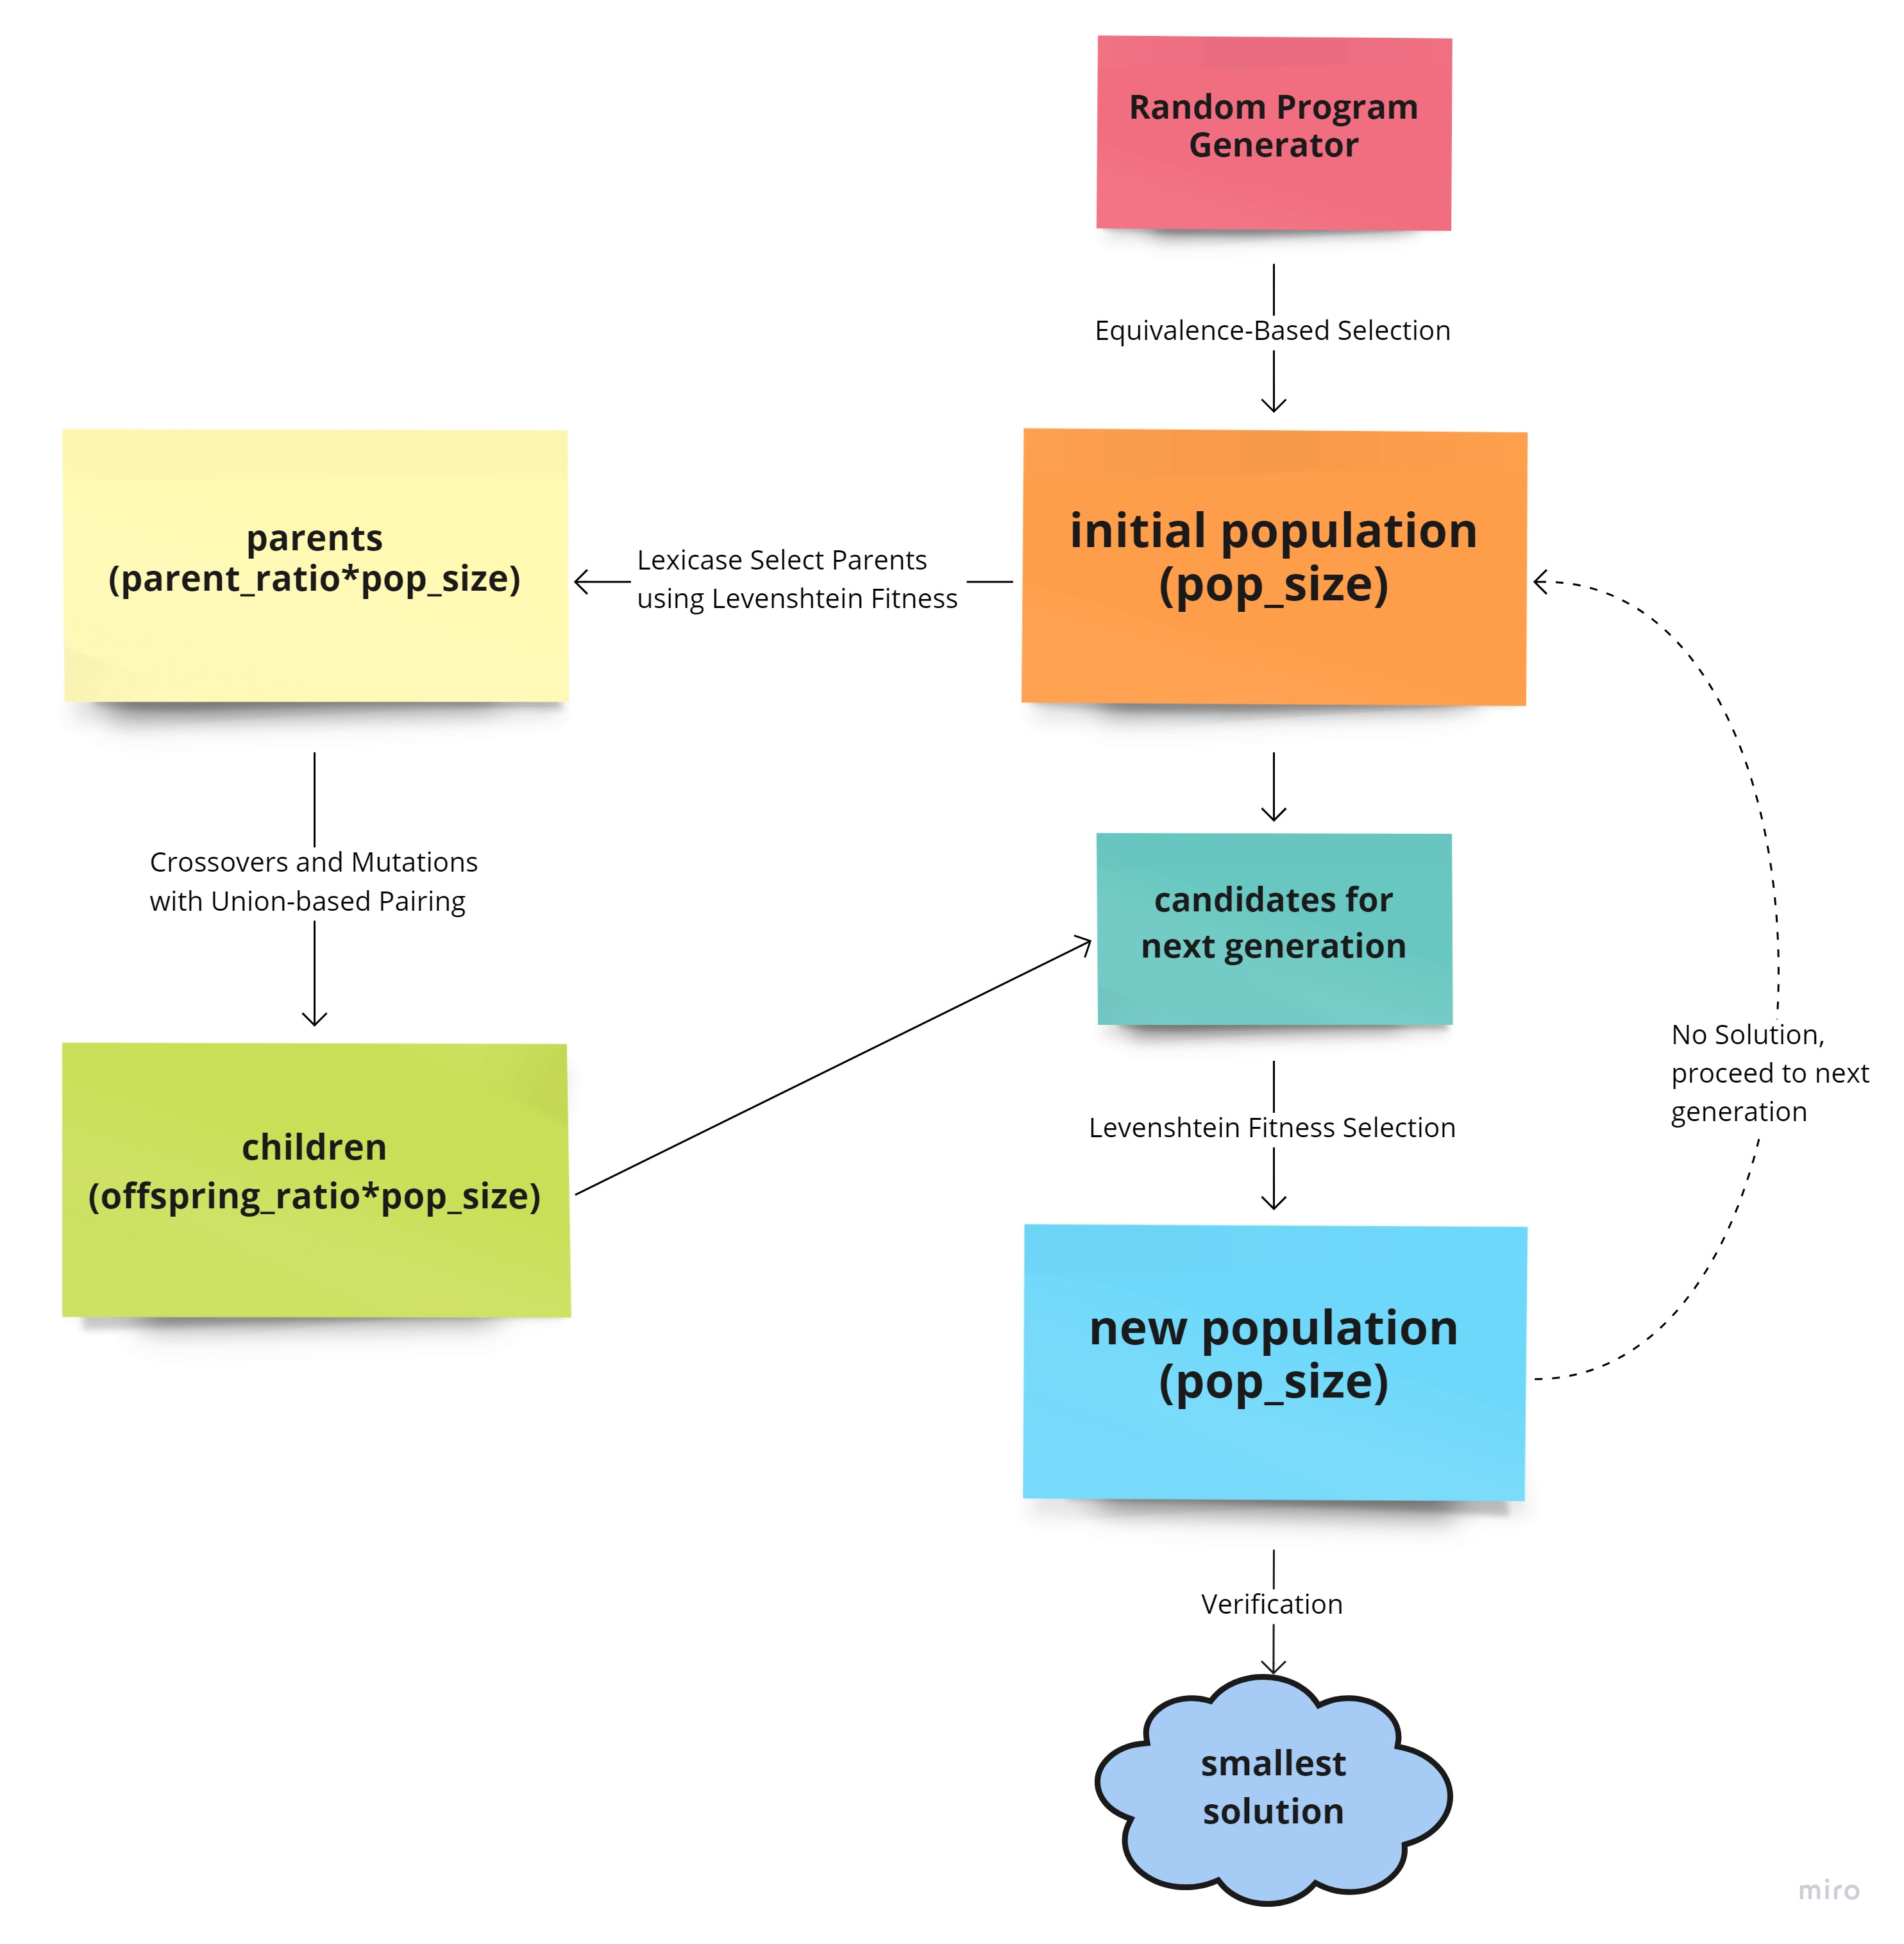 Random Program
Generator
Equivalence-Based Selection
initial population
(pop_size)
Lexicase Select Parents
using Levenshtein Fitness
parents
(parent_ratio*pop_size)
Crossovers and Mutations
with Union-based Pairing
children
(offspring_ratio*pop_size)
candidates for
next generation
Levenshtein Fitness Selection
new population
(pop_size)
No Solution,
proceed to next
generation
Verification
smallest
solution
miro